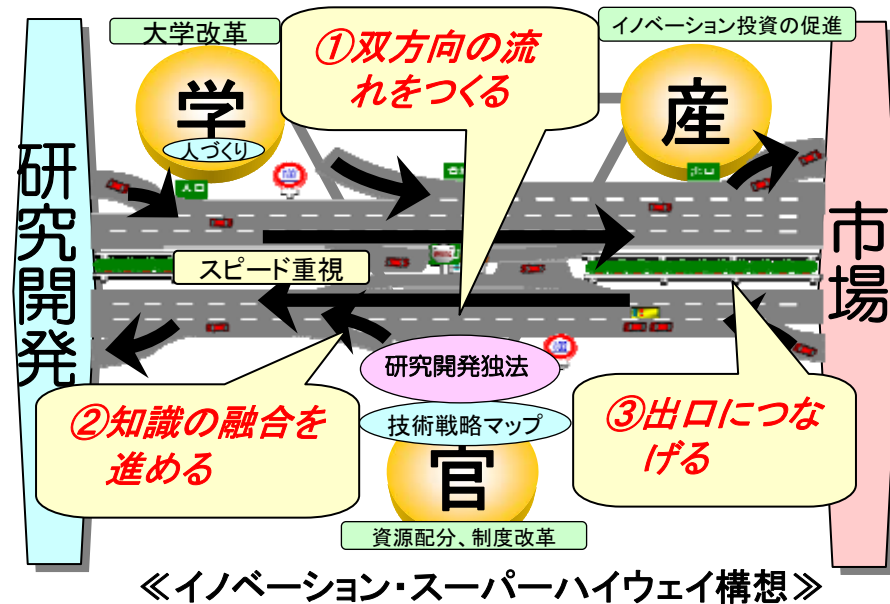 大学改革
イノベーション投資の促進
①双方向の流
れをつくる
学
人づくり
産
研究開発
市場
入口
出口
スピード重視
研究開発独法
②知識の融合を
進める
技術戦略マップ
③出口につな
げる
官
資源配分、制度改革
≪イノベーション・スーパーハイウェイ構想≫